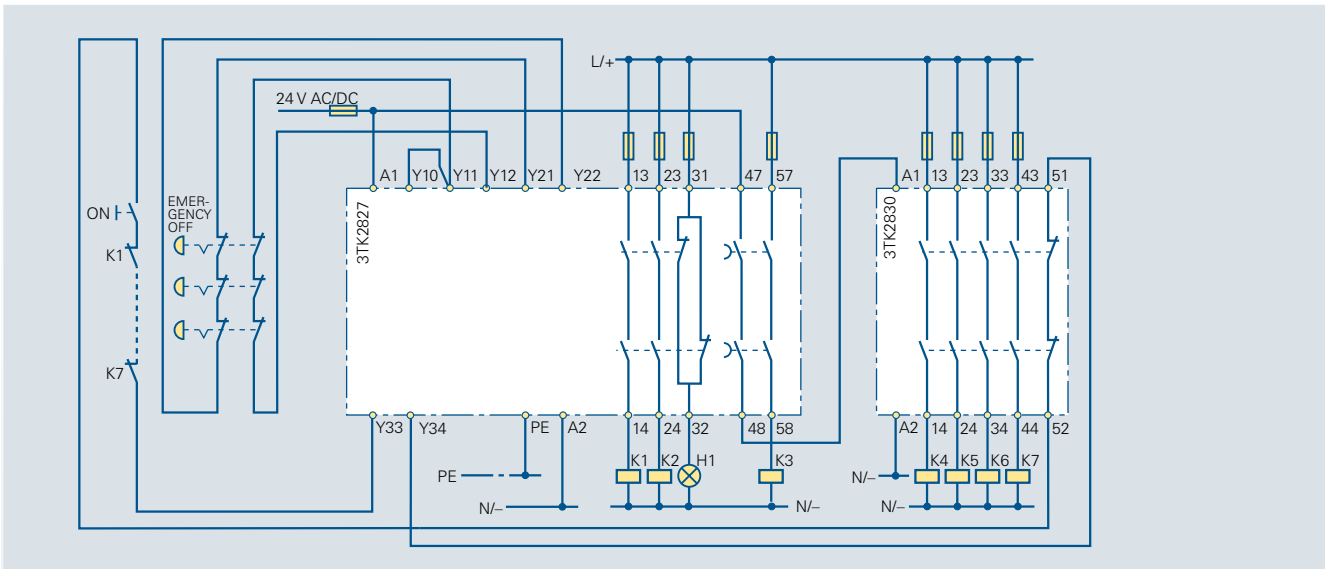 L/+
24 V AC/DC
A1 Y10 Y11 Y12 Y21 Y22 13 23 31 47 57 A1 13 23 33 43 51
3TK2827
3TK2830
ON
EMER-
GENCY
OFF
K1
K7
Y33 Y34 PE A2 14 24 32 48 58 A2 14 24 34 44 52
K1 K2 H1 K3 K4 K5 K6 K7
PE
N/–
N/–
N/–
N/–